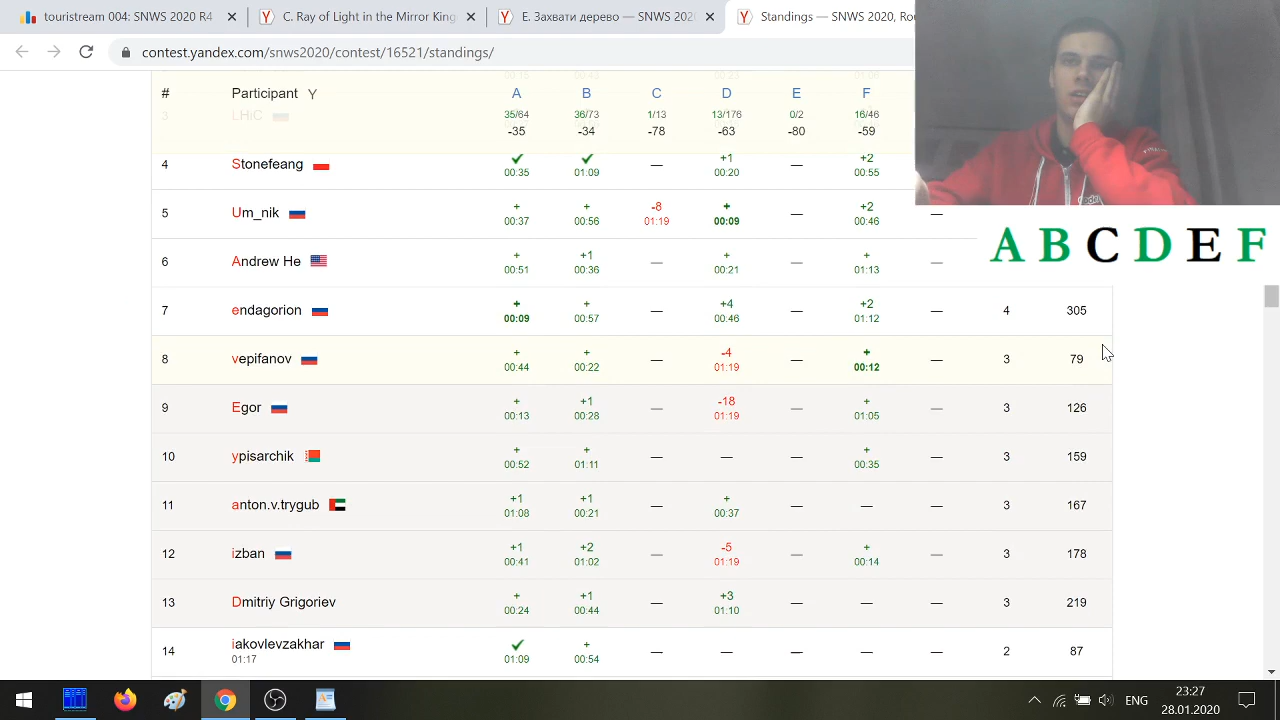 touristream 004: SNWS 2020 R4
C. Ray of Light in the Mirror King
E. Захвати дерево — SNWS 202
Standings — SNWS 2020, Rou
contest.yandex.com/snws2020/contest/16521/standings/
# Participant A B C D E F
35/64 36/73 1/13 13/176 0/2 16/46
3 LHiC -35 -34 -78 -63 -80 -59
4 Stonefeang — +1 — +2
00:35 01:09 00:20 00:55
5 Um_nik + + -8 + — +2 —
00:37 00:56 01:19 00:09 00:46
A B C D E F
6 Andrew He + +1 — + — + —
00:51 00:36 00:21 01:13
7 endagorion + + — +4 — +2 — 4 305
00:09 00:57 00:46 01:12
8 vepifanov + + — -4 — + — 3 79
00:44 00:22 01:19 00:12
9 Egor + +1 — -18 — + — 3 126
00:13 00:28 01:19 01:05
10 ypisarchik + + — — — + — 3 159
00:52 01:11 00:35
11 anton.v.trygub +1 +1 — + — — — 3 167
01:08 00:21 00:37
12 izban +1 +2 — -5 — + — 3 178
00:41 01:02 01:19 00:14
13 Dmitriy Grigoriev + +1 — +3 — — — 3 219
00:24 00:44 01:10
14 iakovlevzakhar + — — — — — 2 87
01:17 01:09 00:54
ENG
23:27
28.01.2020